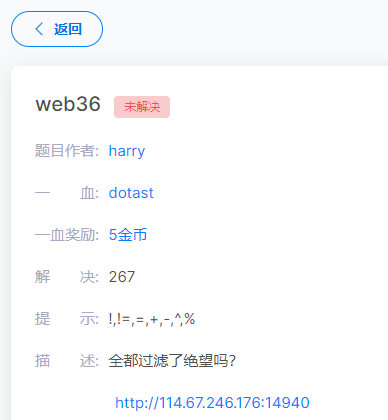 返回
web36 未解决
题目作者: harry
一 血: dotast
一血奖励: 5金币
解 决: 267
提 示: !,!=,=,+,-,^,%
描 述: 全都过滤了绝望吗?
http://114.67.246.176:14940